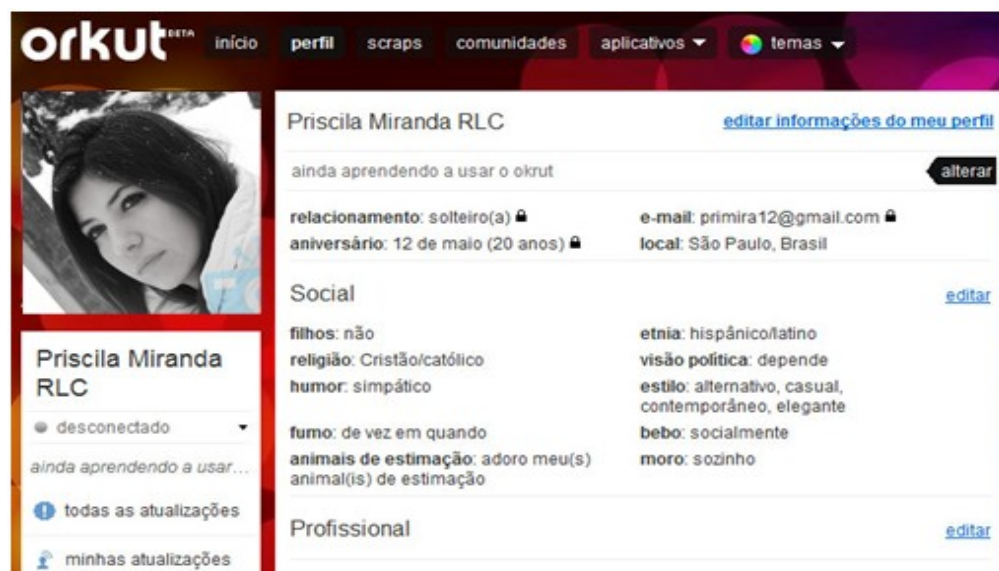 orkut BETA
início perfil scraps comunidades aplicativos temas
Priscila Miranda RLC editar informações do meu perfil
ainda aprendendo a usar o okrut alterar
relacionamento: solteiro(a) e-mail: primira12@gmail.com
aniversário: 12 de maio (20 anos) local: São Paulo, Brasil
Social editar
filhos: não etnia: hispânico/latino
religião: Cristão/católico visão política: depende
humor: simpático estilo: alternativo, casual,
contemporâneo, elegante
fumo: de vez em quando bebo: socialmente
animais de estimação: adoro meu(s) moro: sozinho
animal(is) de estimação
Profissional editar
Priscila Miranda
RLC
desconectado
ainda aprendendo a usar...
todas as atualizações
minhas atualizações